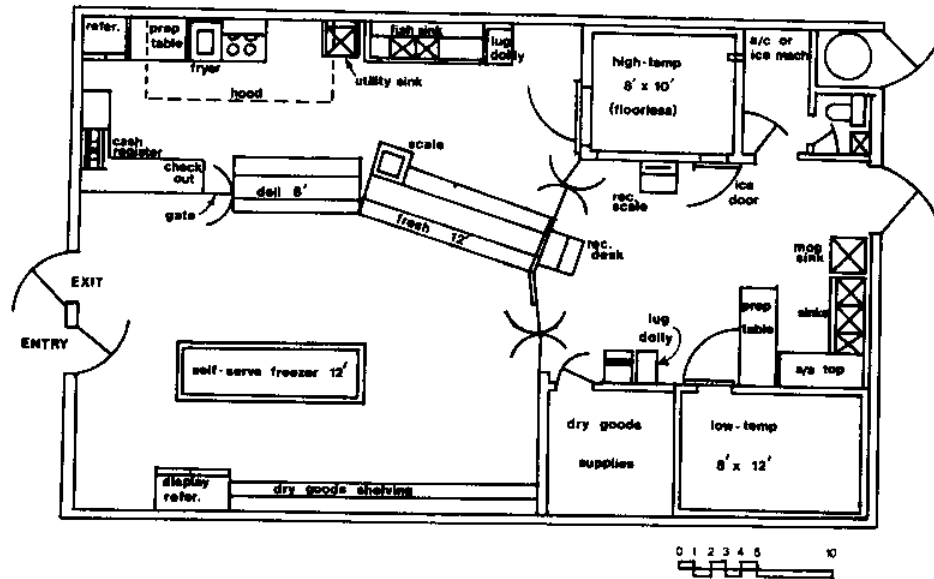 refer.
prep
table
fryer
hood
utility sink
fish sink
lug
dolly
high-temp
8' x 10'
(floorless)
a/c or
ice mach.
cash
register
check
out
gate
deli 8'
scale
fresh 12'
rec.
desk
rec.
scale
ice
door
mop
sink
sinks
prep
table
s/s top
lug
dolly
EXIT
ENTRY
self-serve freezer 12'
display
refer.
dry goods shelving
dry goods
supplies
low-temp
8' x 12'
0 1 2 3 4 5 10